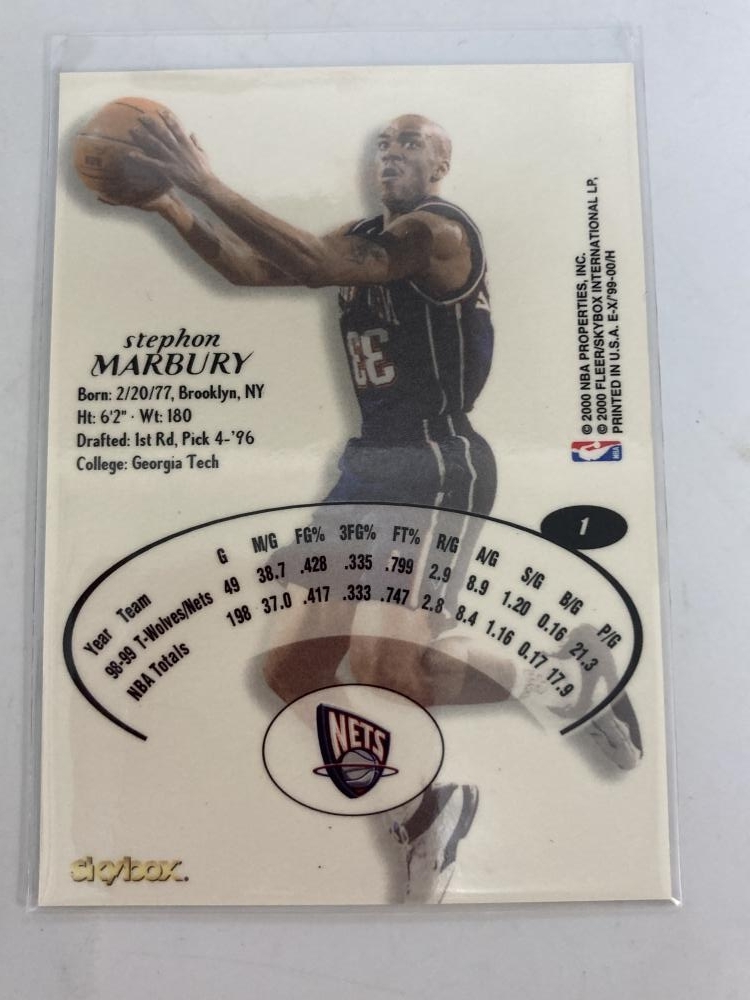 stephon
MARBURY
Born: 2/20/77, Brooklyn, NY
Ht: 6'2" · Wt: 180
Drafted: 1st Rd, Pick 4-'96
College: Georgia Tech
© 2000 NBA PROPERTIES, INC.
© 2000 FLEER/SKYBOX INTERNATIONAL LP,
PRINTED IN U.S.A. E-X/'99-00/H
NBA
33
1
Year Team G M/G FG% 3FG% FT% R/G A/G S/G B/G P/G
98-99 T-Wolves/Nets 49 38.7 .428 .335 .799 2.9 8.9 1.20 0.16 21.3
NBA Totals 198 37.0 .417 .333 .747 2.8 8.4 1.16 0.17 17.9
NETS
skybox